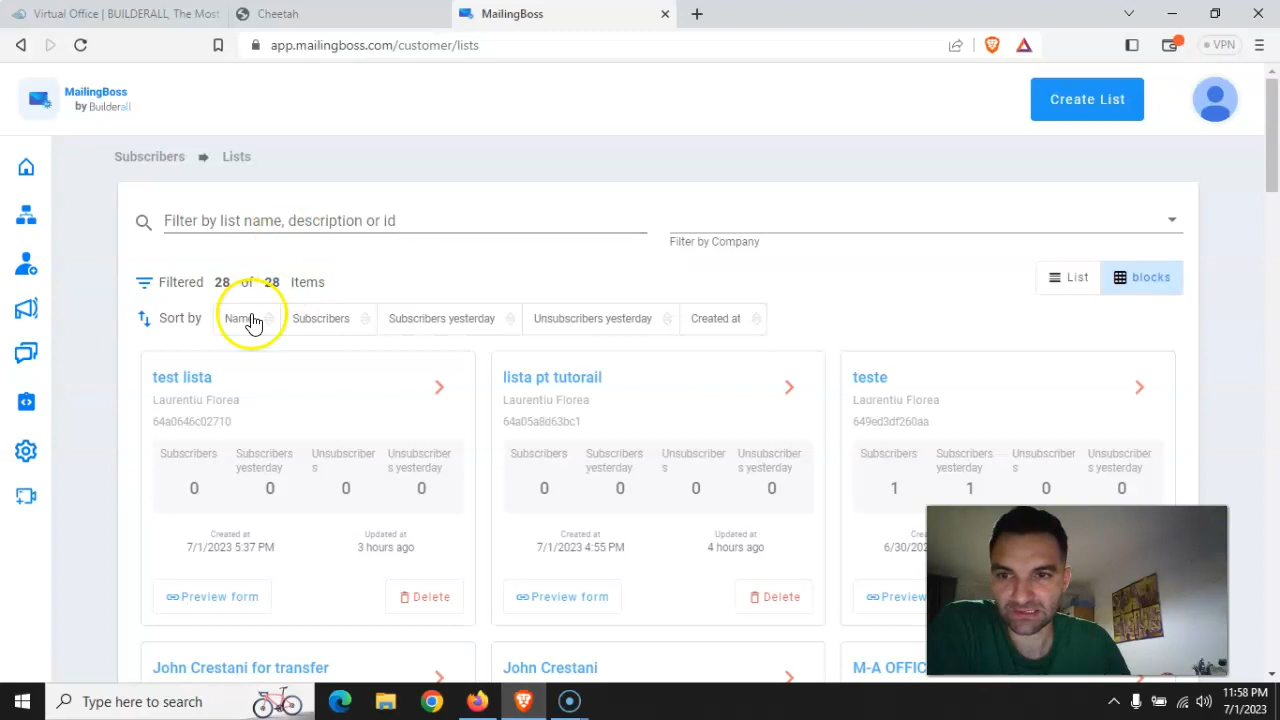 Virtual Office | BUILDERALL, The Most
Cheetah
MailingBoss
app.mailingboss.com/customer/lists
VPN
MailingBoss
by Builderall
Create List
Subscribers Lists
Filter by list name, description or id
Filter by Company
Filtered 28 of 28 Items
List blocks
Sort by Name Subscribers Subscribers yesterday Unsubscribers yesterday Created at
test lista
Laurentiu Florea
64a0646c02710
Subscribers Subscribers yesterday Unsubscribers Unsubscribers yesterday
0 0 0 0
Created at Updated at
7/1/2023 5:37 PM 3 hours ago
Preview form Delete
lista pt tutorail
Laurentiu Florea
64a05a8d63bc1
Subscribers Subscribers yesterday Unsubscribers Unsubscribers yesterday
0 0 0 0
Created at Updated at
7/1/2023 4:55 PM 4 hours ago
Preview form Delete
teste
Laurentiu Florea
649ed3df260aa
Subscribers Subscribers yesterday Unsubscribers Unsubscribers yesterday
1 1 0 0
6/30/202
Preview
John Crestani for transfer
John Crestani
M-A OFFIC
Type here to search
11:58 PM
7/1/2023